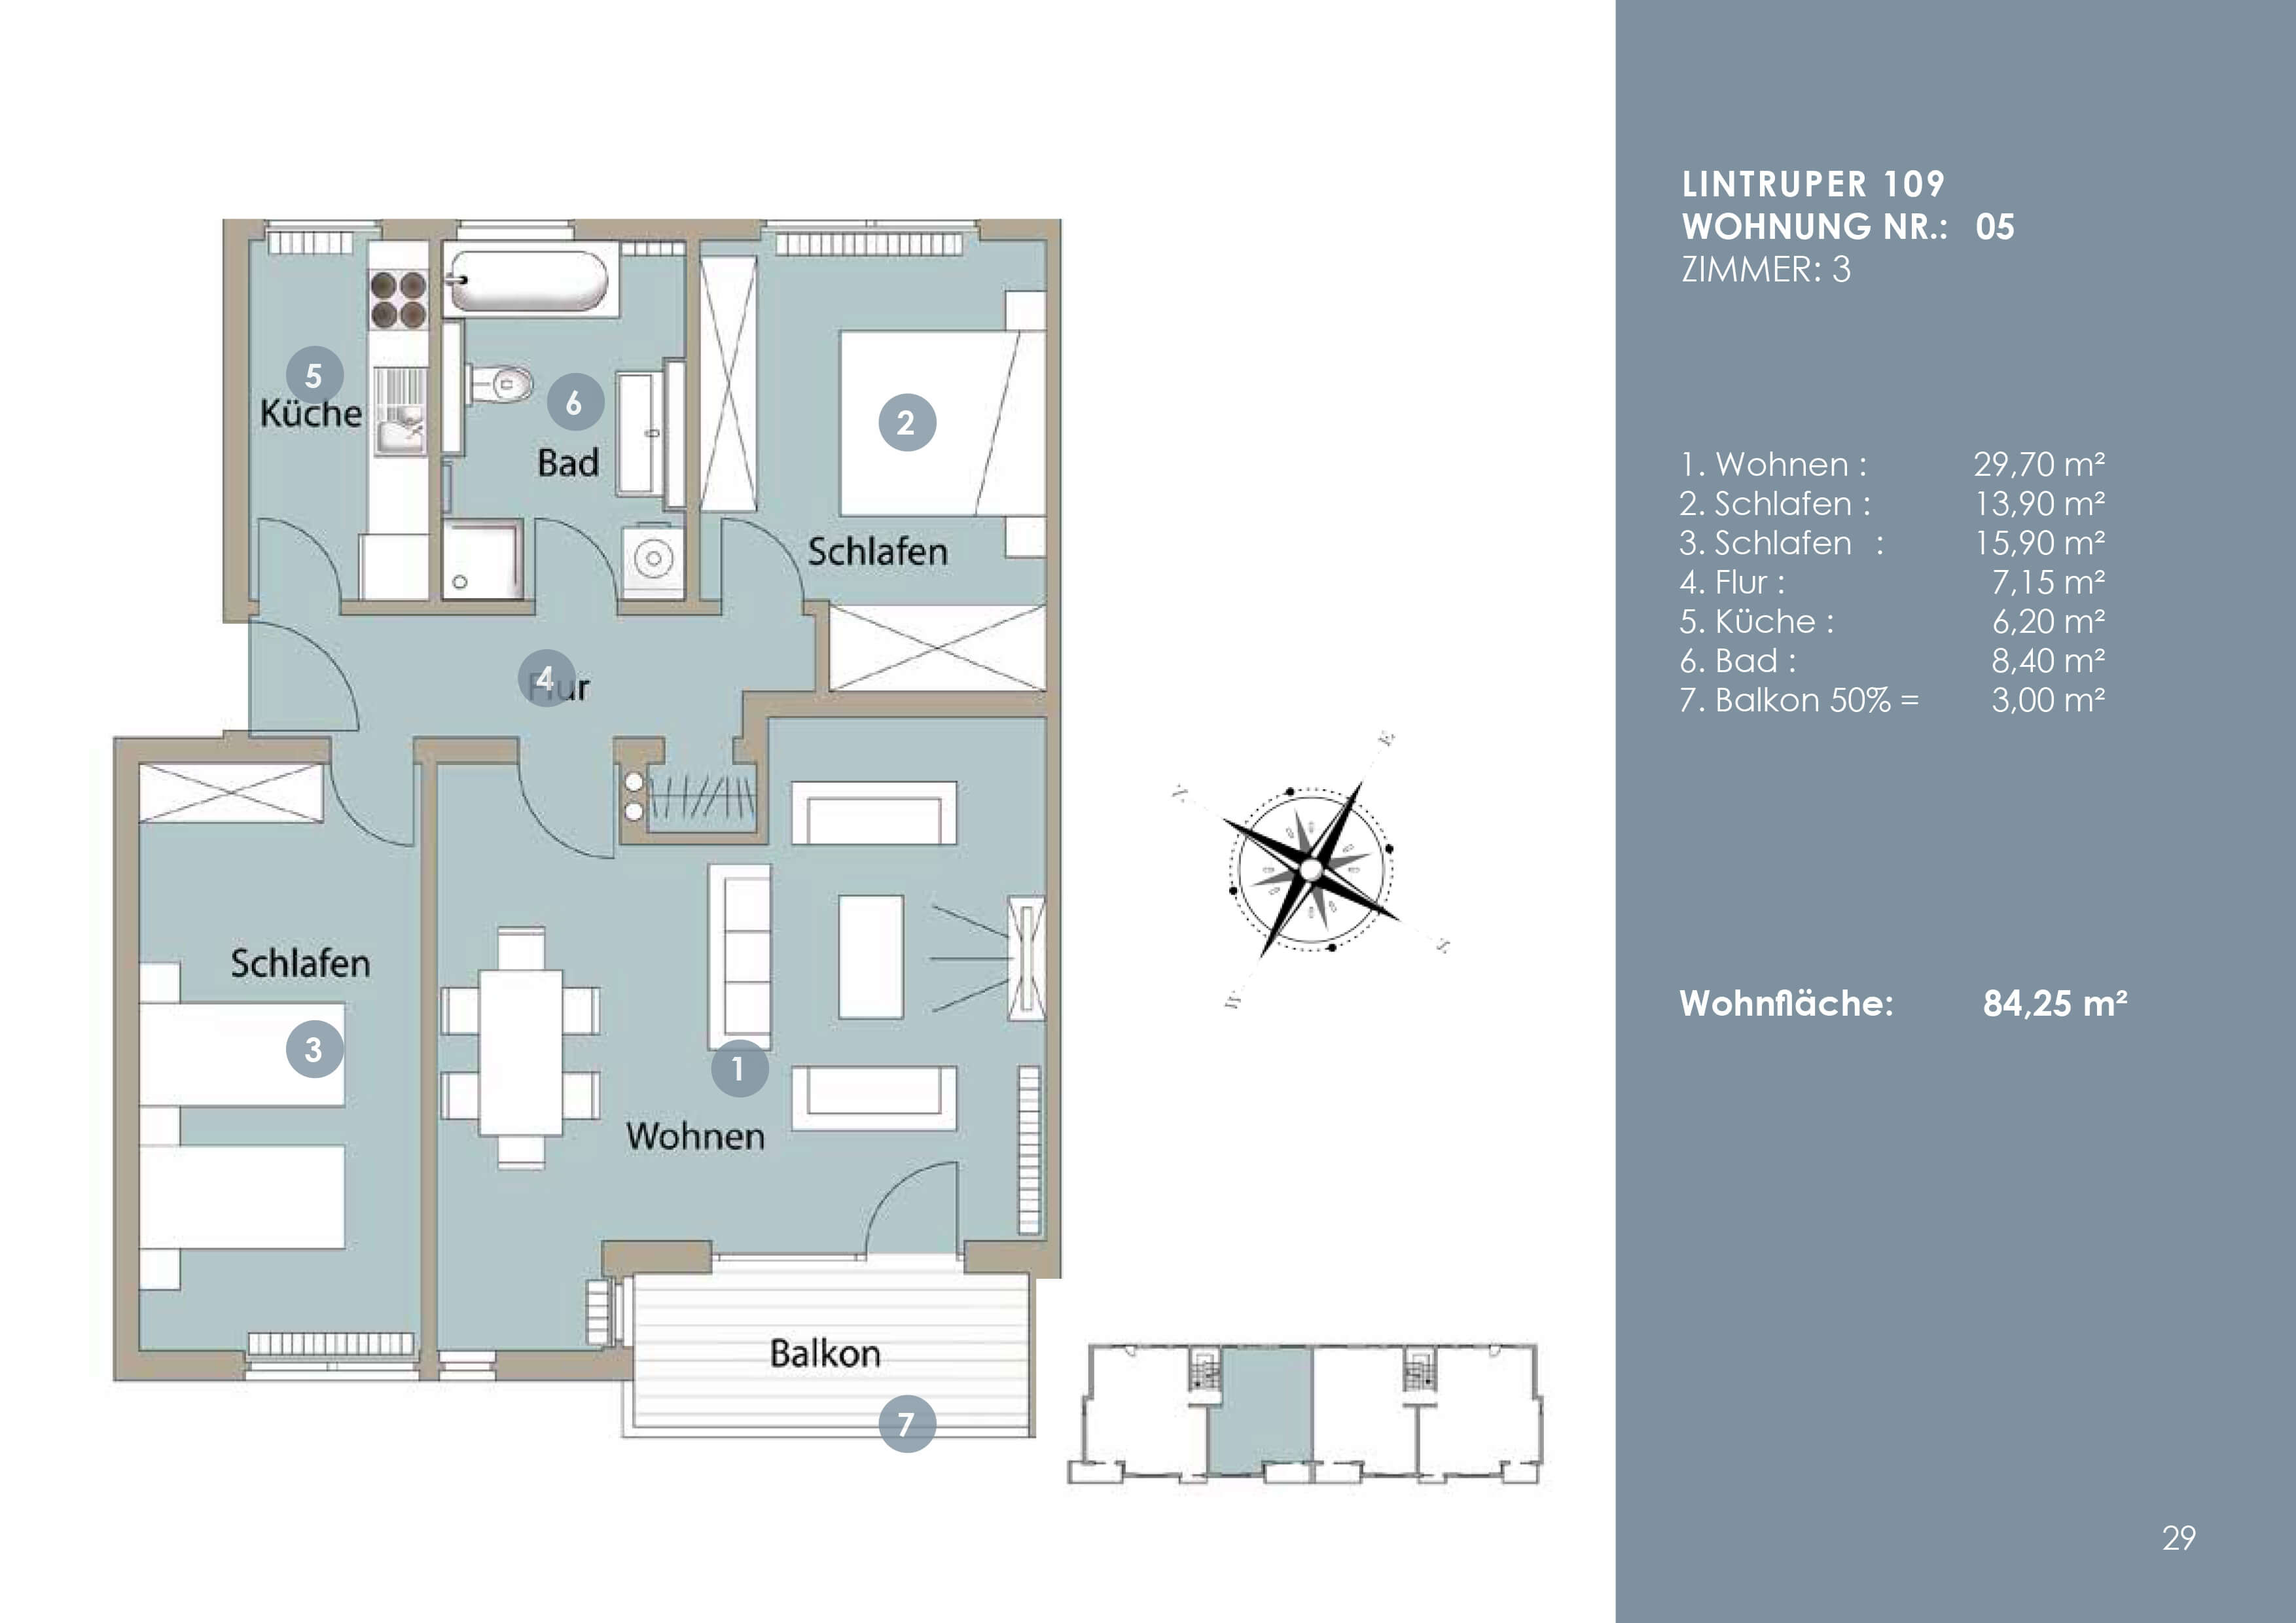 LINTRUPER 109
WOHNUNG NR.: 05
ZIMMER: 3
1. Wohnen : 29,70 m²
2. Schlafen : 13,90 m²
3. Schlafen : 15,90 m²
4. Flur : 7,15 m²
5. Küche : 6,20 m²
6. Bad : 8,40 m²
7. Balkon 50% = 3,00 m²
Wohnfläche: 84,25 m²
29
5
Küche
6
Bad
2
Schlafen
4
Flur
Schlafen
3
1
Wohnen
Balkon
7
E
N
S
W